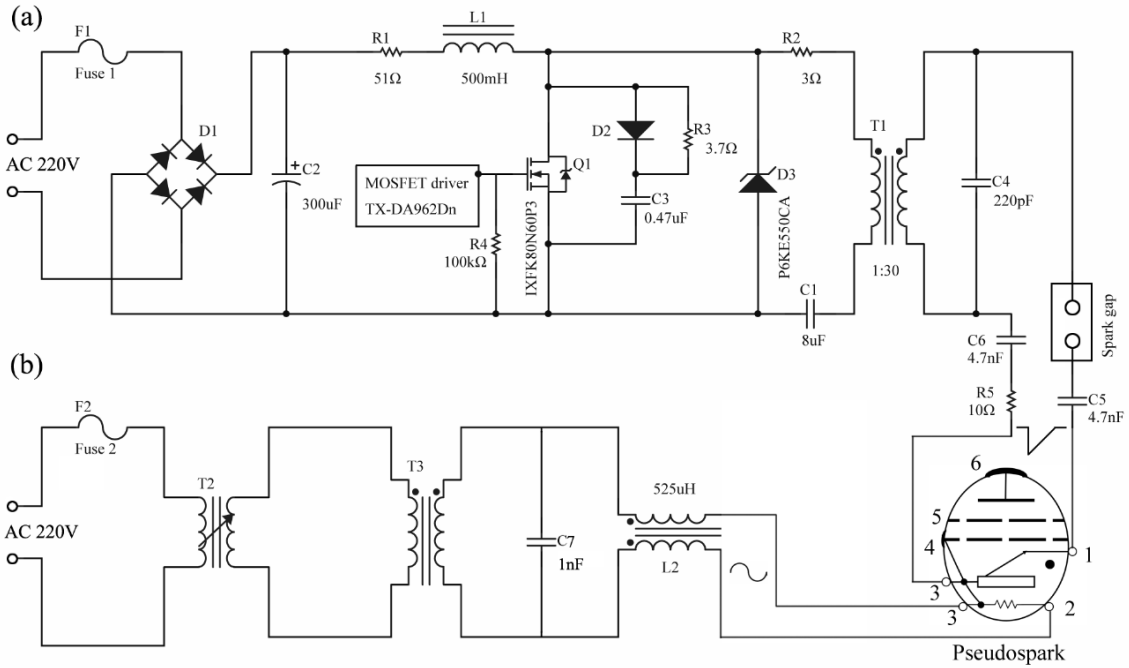 (a)
F1
Fuse 1
AC 220V
D1
C2
+
300uF
R1
51Ω
L1
500mH
MOSFET driver
TX-DA962Dn
R4
100kΩ
Q1
IXFK80N60P3
D2
R3
3.7Ω
C3
0.47uF
D3
P6KE550CA
R2
3Ω
C1
8uF
T1
1:30
C4
220pF
C6
4.7nF
Spark gap
R5
10Ω
C5
4.7nF
(b)
F2
Fuse 2
AC 220V
T2
T3
C7
1nF
525uH
L2
6
5
4
3
3
1
2
Pseudospark